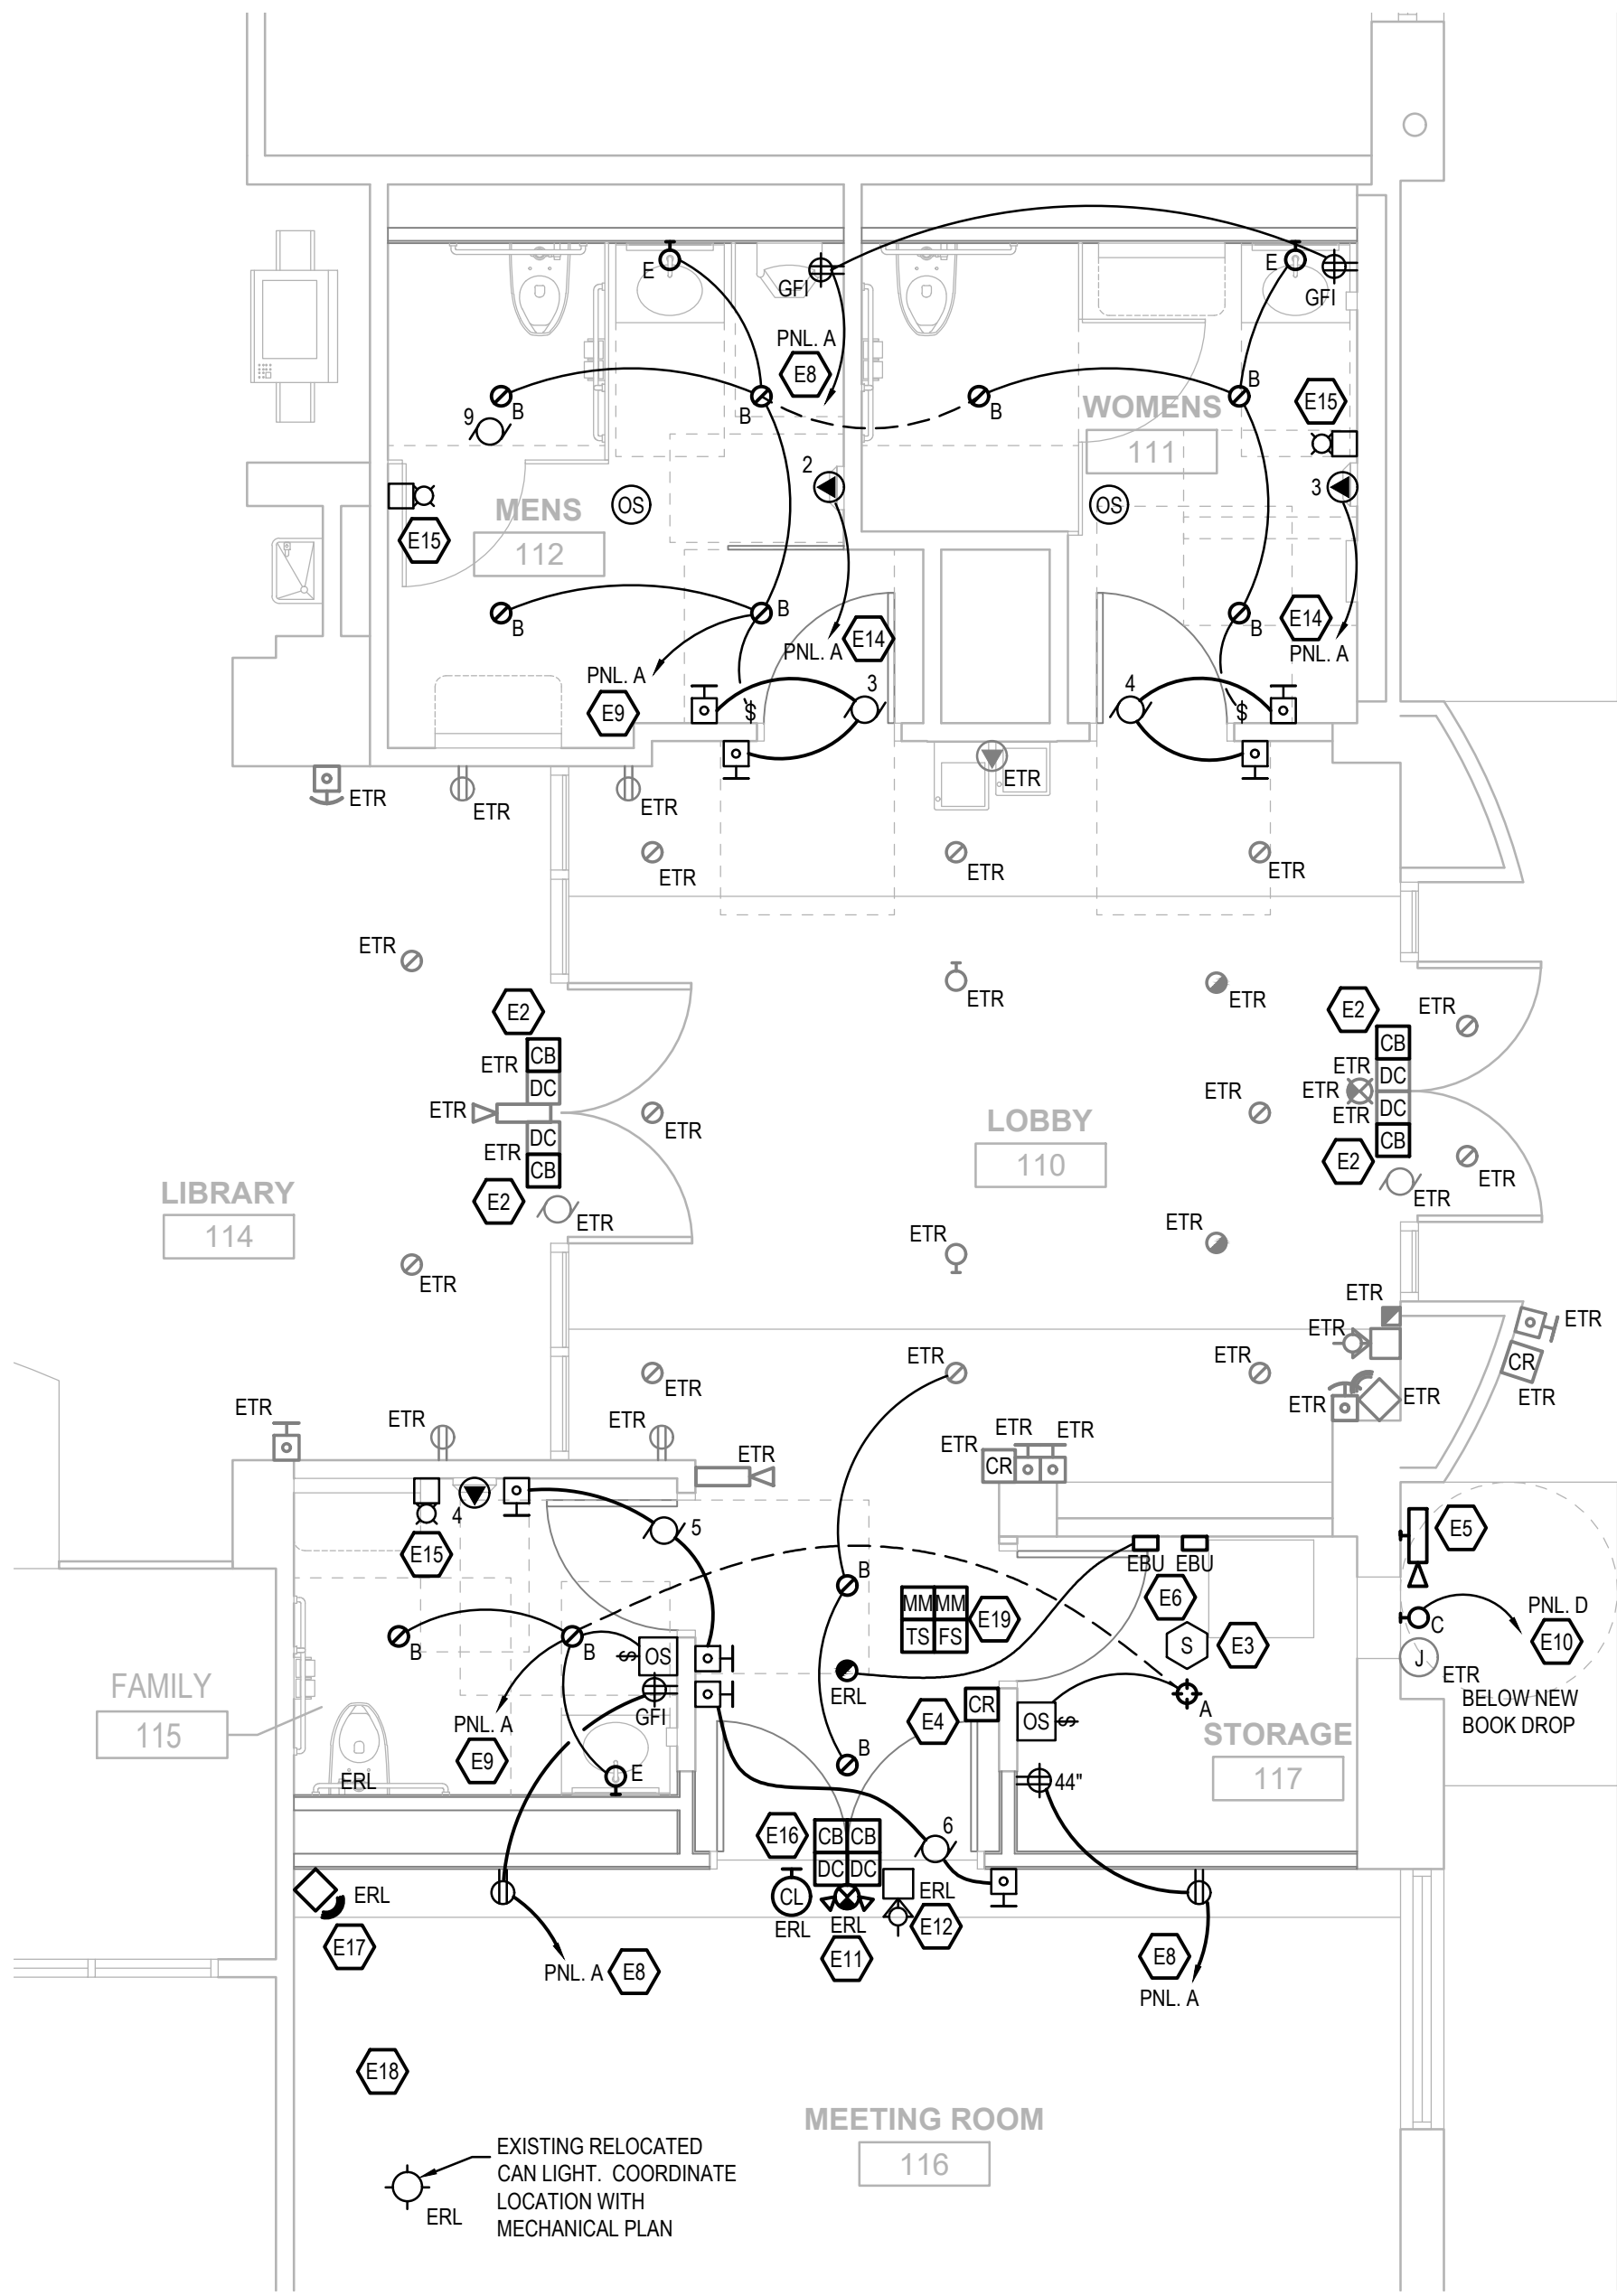 E
GFI
PNL. A
E8
E
GFI
B
B
B
B
WOMENS
111
E15
9
2
3
MENS
112
OS
OS
E15
B
B
B
PNL. A
E14
E14
PNL. A
PNL. A
E9
3
4
$
$
ETR
ETR
ETR
ETR
ETR
ETR
ETR
ETR
ETR
ETR
E2
E2
ETR
CB
DC
ETR
ETR
DC
CB
E2
ETR
ETR
ETR
CB
DC
DC
CB
ETR
ETR
ETR
E2
ETR
ETR
LOBBY
110
ETR
LIBRARY
114
ETR
ETR
ETR
ETR
ETR
ETR
ETR
ETR
ETR
CR
ETR
ETR
ETR
ETR
ETR
ETR
ETR
ETR
ETR
ETR
ETR
ETR
CR
4
5
E15
B
EBU
EBU
E6
S
E3
E5
C
PNL. D
E10
J
ETR
BELOW NEW
BOOK DROP
MM
MM
TS
FS
E19
B
B
$
OS
GFI
ERL
B
CR
E4
OS
$
A
STORAGE
117
44"
FAMILY
115
PNL. A
E9
ERL
E
E16
CB
CB
DC
DC
6
CL
ERL
ERL
ERL
E12
E11
ERL
E17
PNL. A
E8
E8
PNL. A
E18
MEETING ROOM
116
EXISTING RELOCATED
CAN LIGHT. COORDINATE
LOCATION WITH
MECHANICAL PLAN
ERL